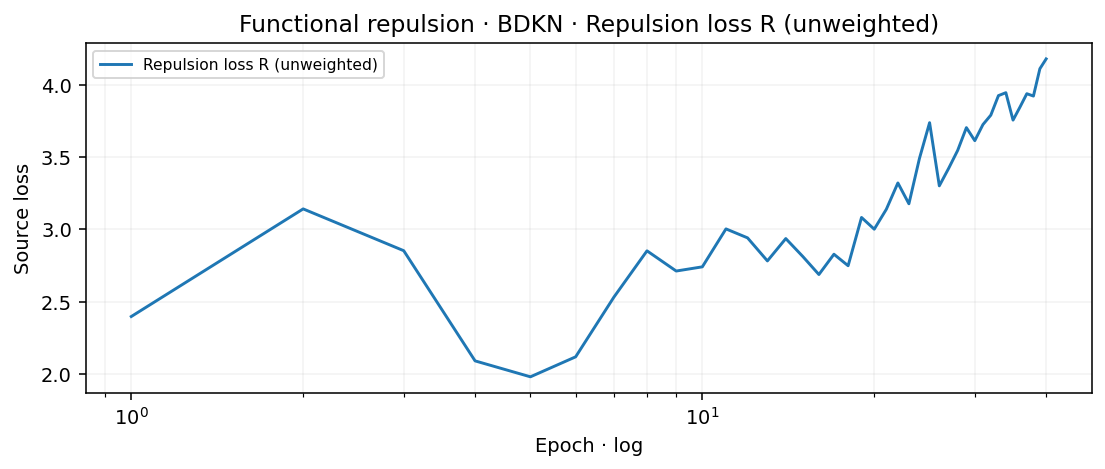 Functional repulsion · BDKN · Repulsion loss R (unweighted)
Repulsion loss R (unweighted)
4.0
3.5
3.0
2.5
2.0
Source loss
10⁰
10¹
Epoch · log